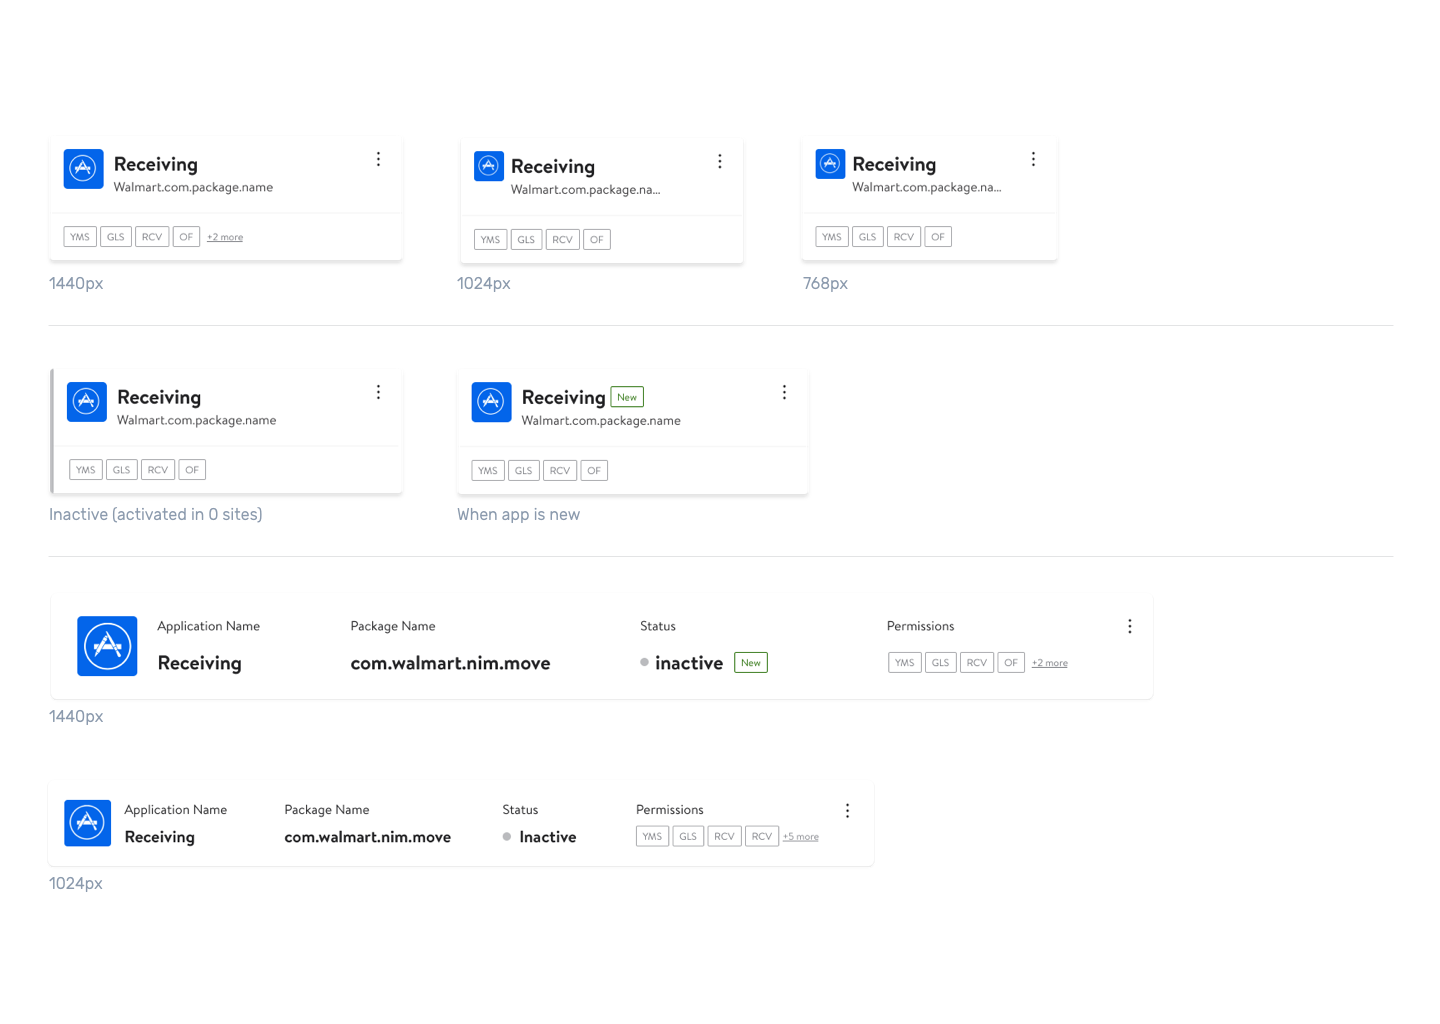 Receiving
Walmart.com.package.name
YMS GLS RCV OF +2 more
1440px
Receiving
Walmart.com.package.na...
YMS GLS RCV OF
1024px
Receiving
Walmart.com.package.na...
YMS GLS RCV OF
768px
Receiving
Walmart.com.package.name
YMS GLS RCV OF
Inactive (activated in 0 sites)
Receiving New
Walmart.com.package.name
YMS GLS RCV OF
When app is new
Application Name Package Name Status Permissions
Receiving com.walmart.nim.move inactive New YMS GLS RCV OF +2 more
1440px
Application Name Package Name Status Permissions
Receiving com.walmart.nim.move Inactive YMS GLS RCV RCV +5 more
1024px